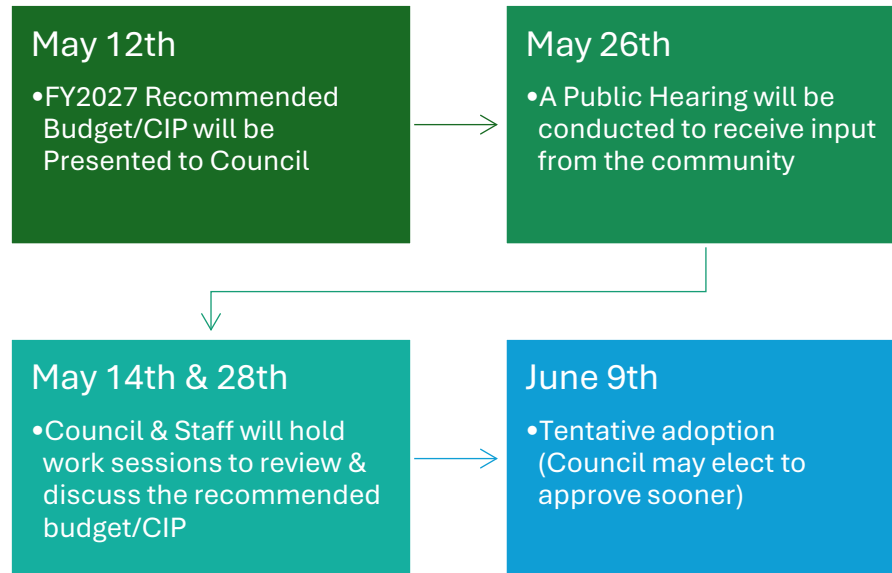 May 12th
•FY2027 Recommended
Budget/CIP will be
Presented to Council
May 26th
•A Public Hearing will be
conducted to receive input
from the community
May 14th & 28th
•Council & Staff will hold
work sessions to review &
discuss the recommended
budget/CIP
June 9th
•Tentative adoption
(Council may elect to
approve sooner)